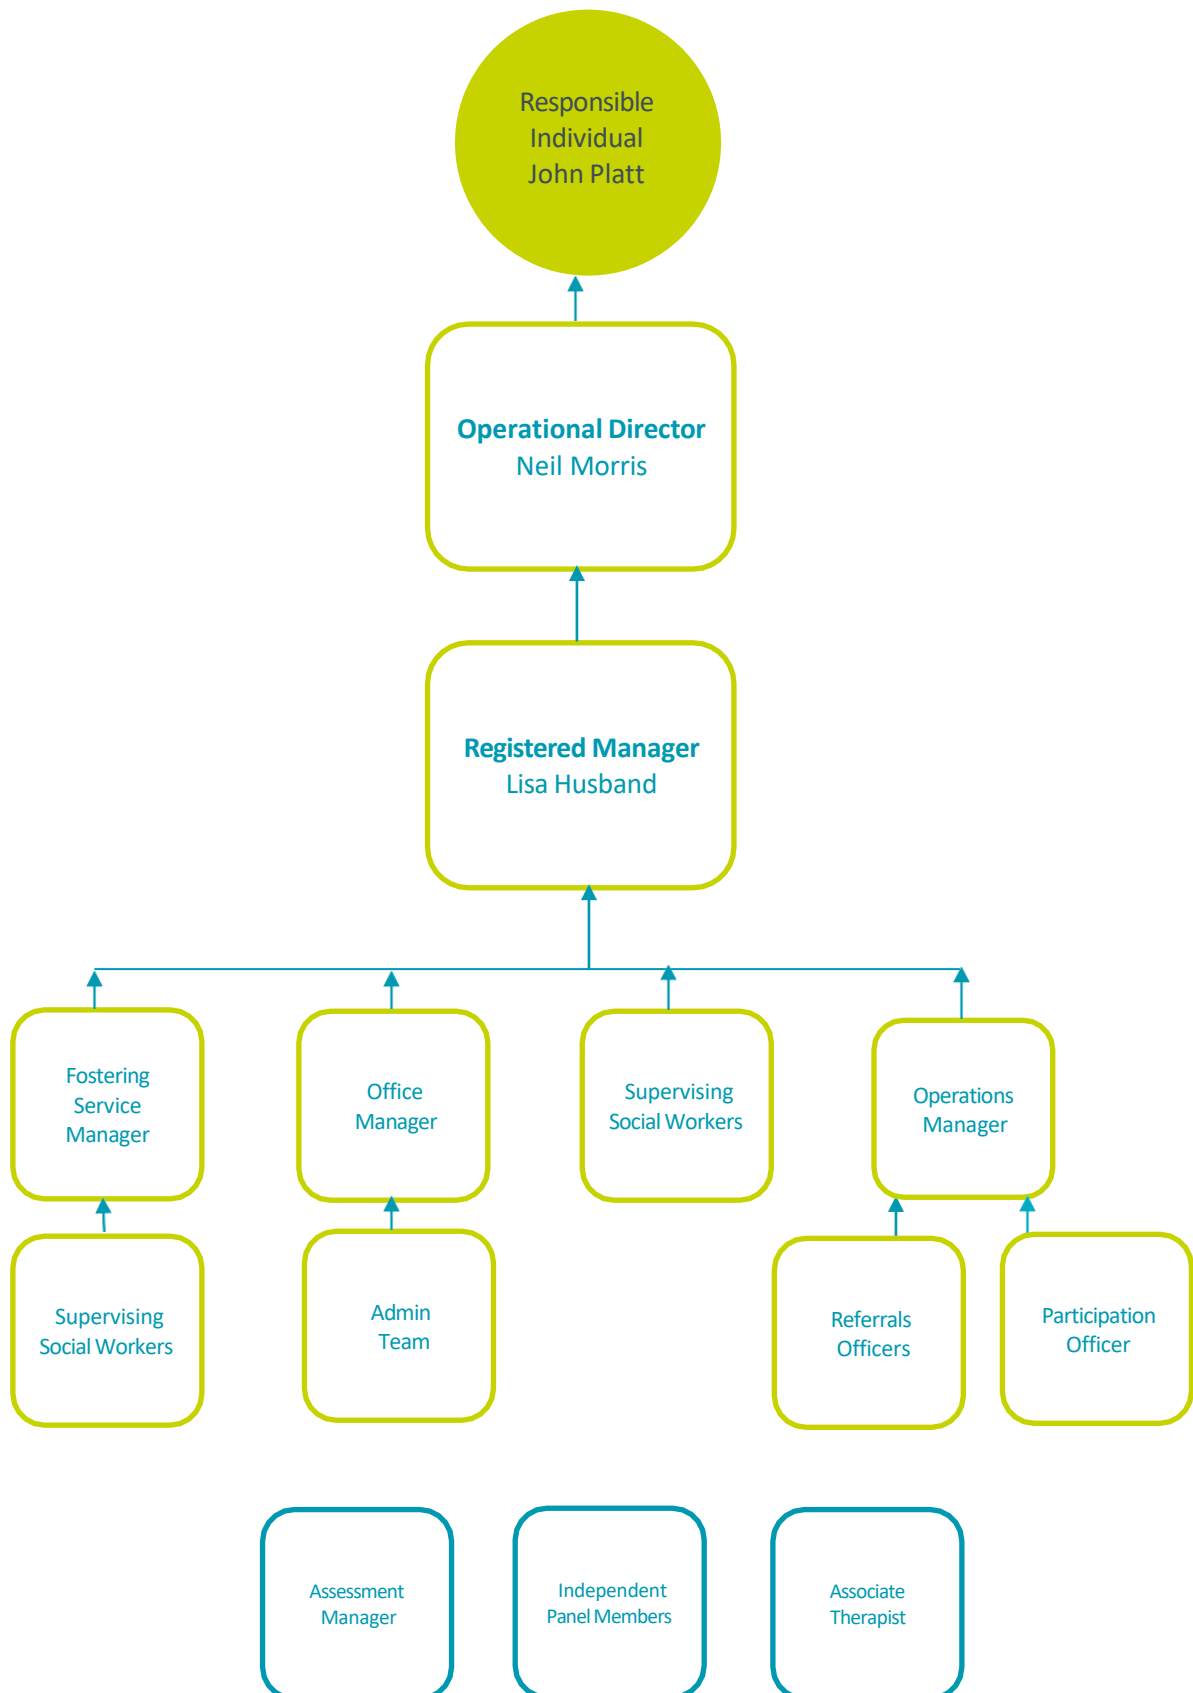 Responsible
Individual
John Platt
Operational Director
Neil Morris
Registered Manager
Lisa Husband
Fostering
Service
Manager
Office
Manager
Supervising
Social Workers
Operations
Manager
Supervising
Social Workers
Admin
Team
Referrals
Officers
Participation
Officer
Assessment
Manager
Independent
Panel Members
Associate
Therapist